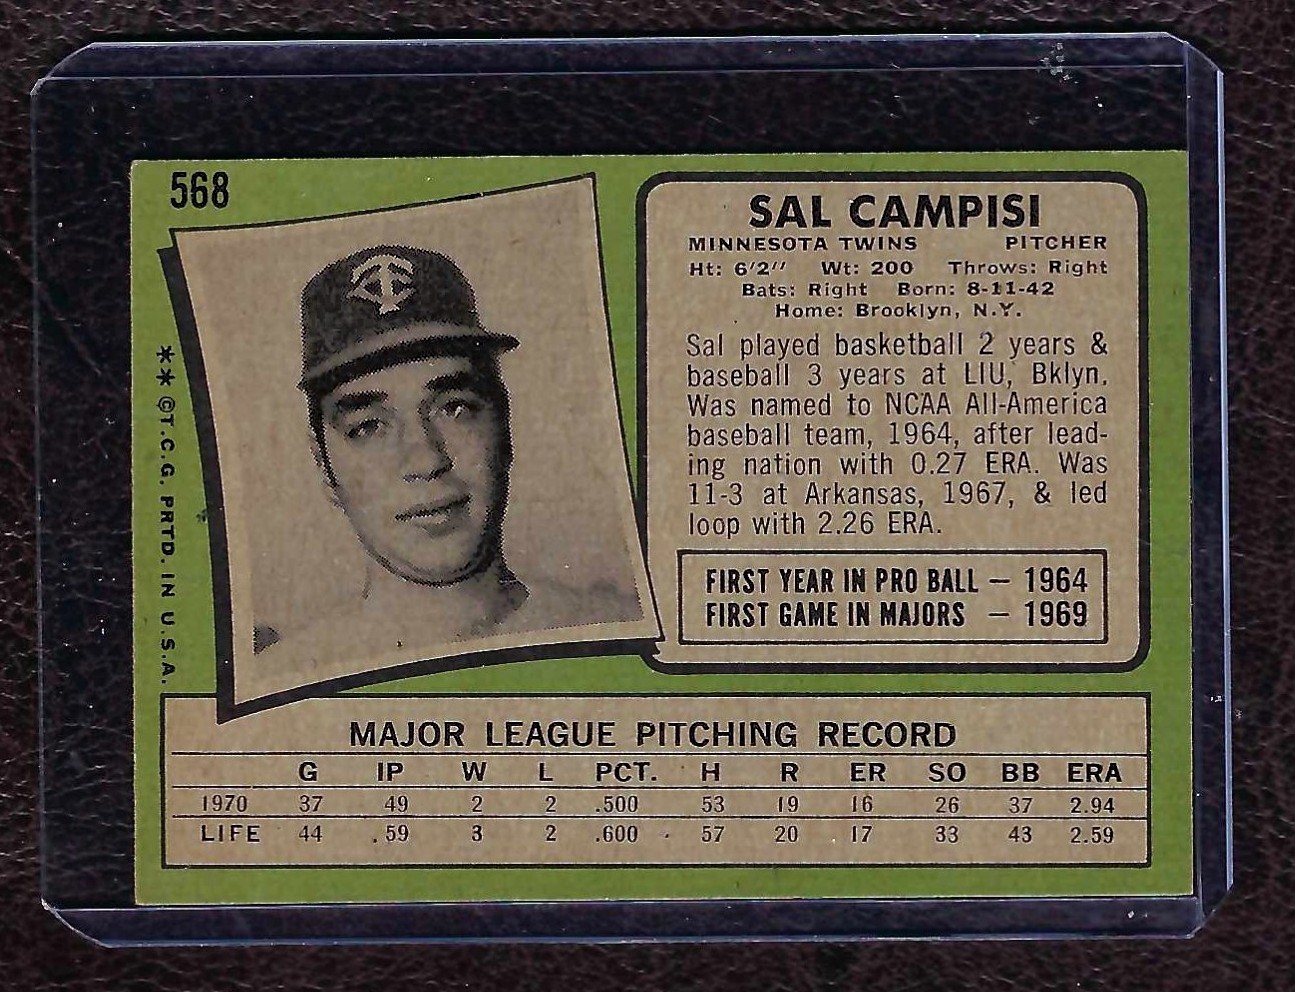 568
SAL CAMPISI
MINNESOTA TWINS PITCHER
Ht: 6'2" Wt: 200 Throws: Right
Bats: Right Born: 8-11-42
Home: Brooklyn, N.Y.
Sal played basketball 2 years &
baseball 3 years at LIU, Bklyn.
Was named to NCAA All-America
baseball team, 1964, after lead-
ing nation with 0.27 ERA. Was
11-3 at Arkansas, 1967, & led
loop with 2.26 ERA.
FIRST YEAR IN PRO BALL — 1964
FIRST GAME IN MAJORS — 1969
TC
** ©T.C.G. PRTD. IN U.S.A.
MAJOR LEAGUE PITCHING RECORD
G IP W L PCT. H R ER SO BB ERA
1970 37 49 2 2 .500 53 19 16 26 37 2.94
LIFE 44 59 3 2 .600 57 20 17 33 43 2.59